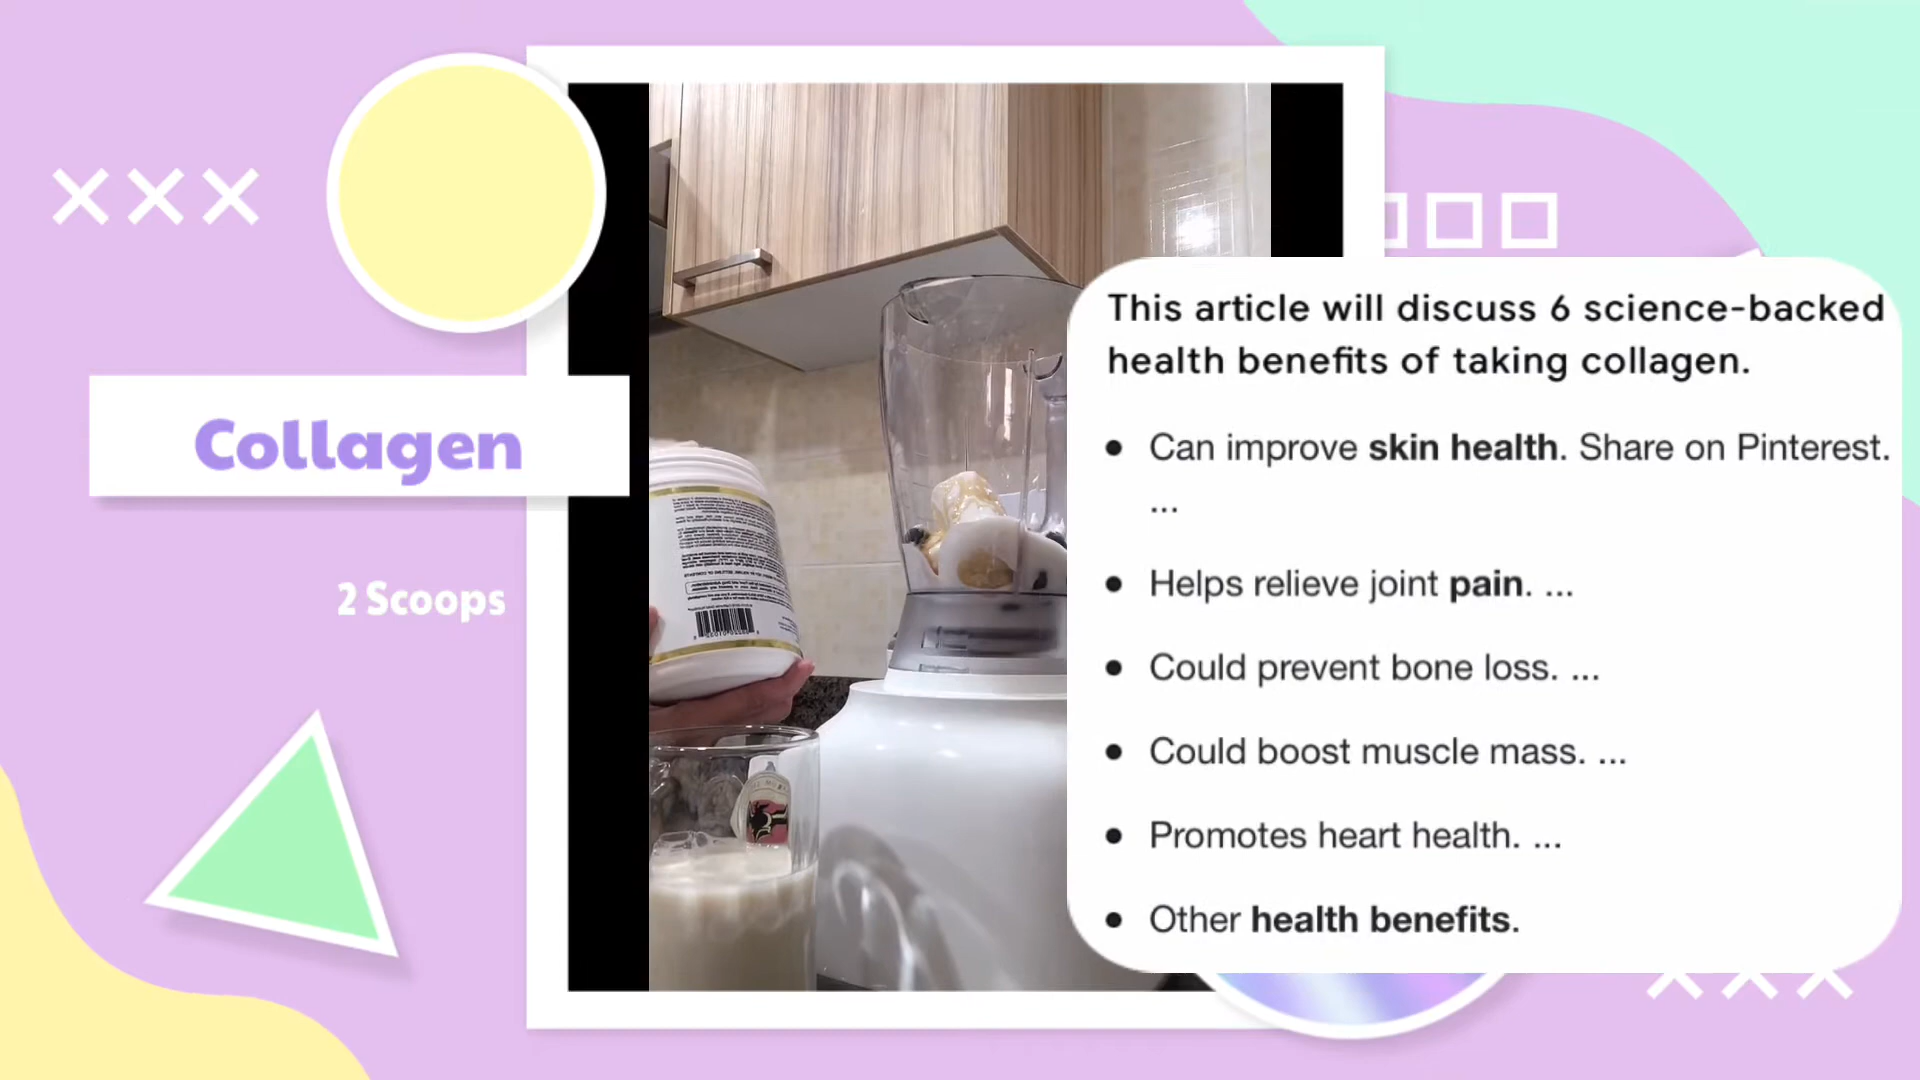 Collagen
2 Scoops
This article will discuss 6 science-backed
health benefits of taking collagen.
• Can improve skin health. Share on Pinterest.
...
• Helps relieve joint pain. ...
• Could prevent bone loss. ...
• Could boost muscle mass. ...
• Promotes heart health. ...
• Other health benefits.